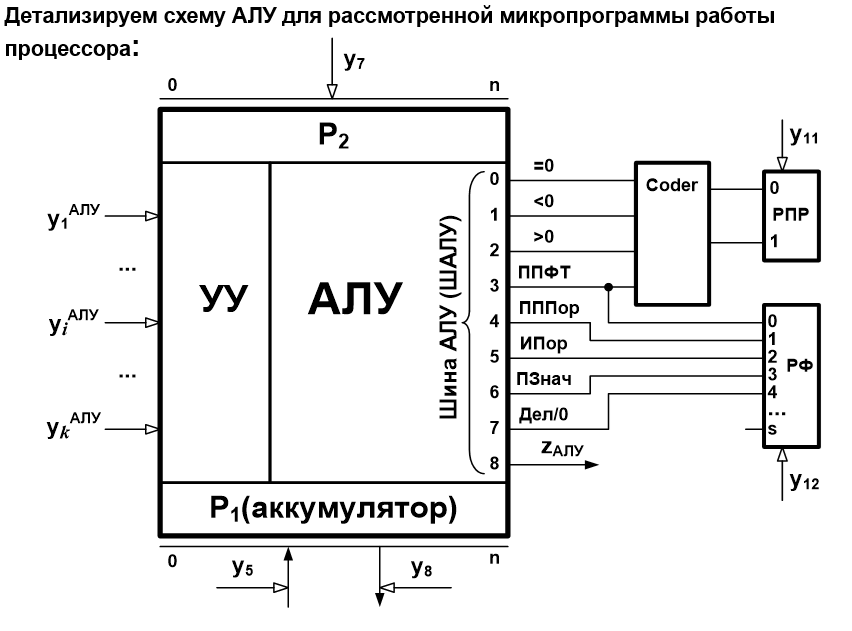 Детализируем схему АЛУ для рассмотренной микропрограммы работы
процессора:
y7
0
n
P2
y1АЛУ
...
yiАЛУ
...
ykАЛУ
УУ
АЛУ
Шина АЛУ (ШАЛУ)
0
=0
1
<0
2
>0
3
ППФТ
4
ПППор
5
ИПор
6
ПЗнач
7
Дел/0
8
zАЛУ
Coder
y11
0
РПР
1
0
1
2
3
РФ
4
...
s
y12
P1(аккумулятор)
0
n
y5
y8